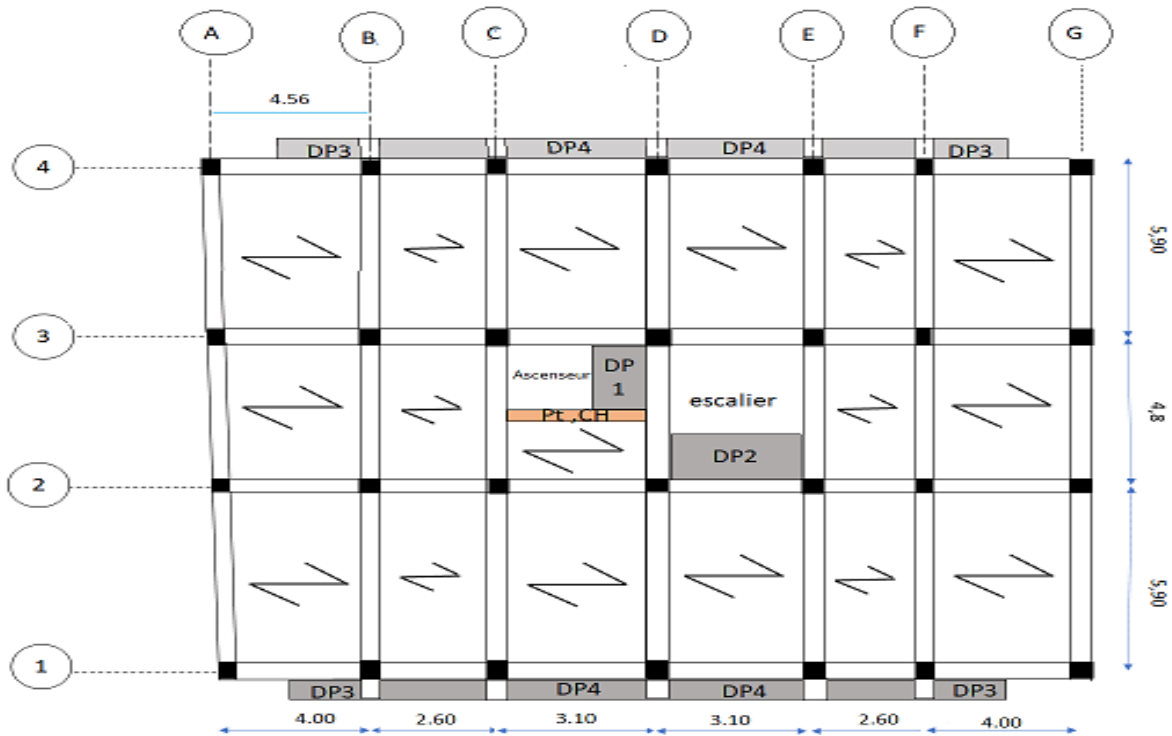 A B C D E F G
4.56
DP3 DP4 DP4 DP3
4
5,90
3
Ascenseur DP
1
escalier
Pt ,CH
4,8
DP2
2
5,90
1
DP3 DP4 DP4 DP3
4.00 2.60 3.10 3.10 2.60 4.00